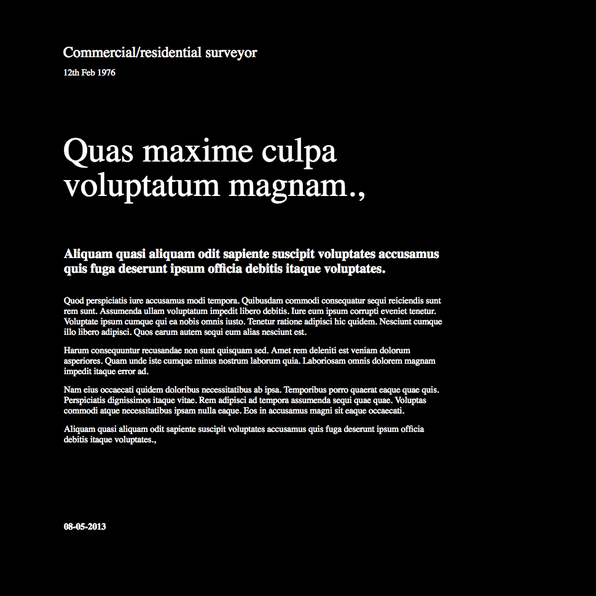 Commercial/residential surveyor
12th Feb 1976
Quas maxime culpa
voluptatum magnam.,
Aliquam quasi aliquam odit sapiente suscipit voluptates accusamus
quis fuga deserunt ipsum officia debitis itaque voluptates.
Quod perspiciatis iure accusamus modi tempora. Quibusdam commodi consequatur sequi reiciendis sunt
rem sunt. Assumenda ullam voluptatum impedit libero debitis. Iure eum ipsum corrupti eveniet tenetur.
Voluptate ipsum cumque qui ea nobis omnis iusto. Tenetur ratione adipisci hic quidem. Nesciunt cumque
illo libero adipisci. Quos earum autem sequi eum alias nesciunt est.
Harum consequuntur recusandae non sunt quisquam sed. Amet rem deleniti est veniam dolorum
asperiores. Quam unde iste cumque minus nostrum laborum quia. Laboriosam omnis dolorem magnam
impedit itaque error ad.
Nam eius occaecati quidem doloribus necessitatibus ab ipsa. Temporibus porro quaerat eaque quae quis.
Perspiciatis dignissimos itaque vitae. Rem adipisci ad tempora assumenda sequi quae quae. Voluptas
commodi atque necessitatibus ipsam nulla eaque. Eos in accusamus magni sit eaque occaecati.
Aliquam quasi aliquam odit sapiente suscipit voluptates accusamus quis fuga deserunt ipsum officia
debitis itaque voluptates.,
08-05-2013